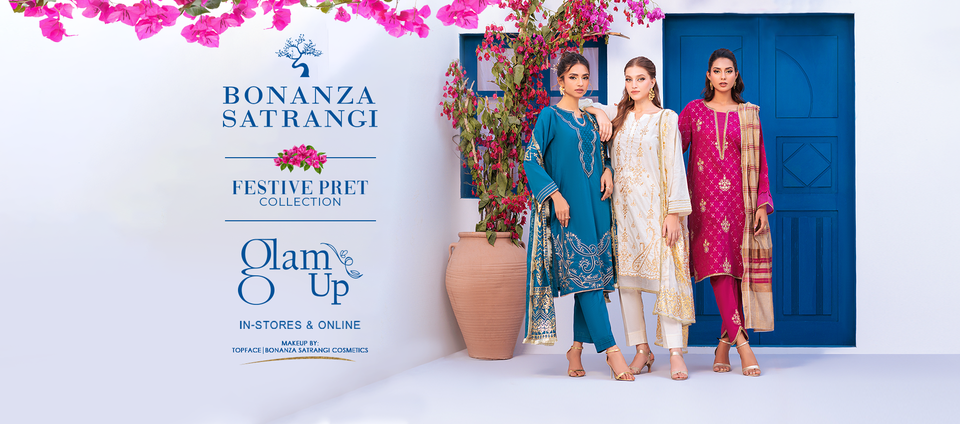 BONANZA
SATRANGI
FESTIVE PRET
COLLECTION
glam
Up
IN-STORES & ONLINE
MAKEUP BY:
TOPFACE | BONANZA SATRANGI COSMETICS